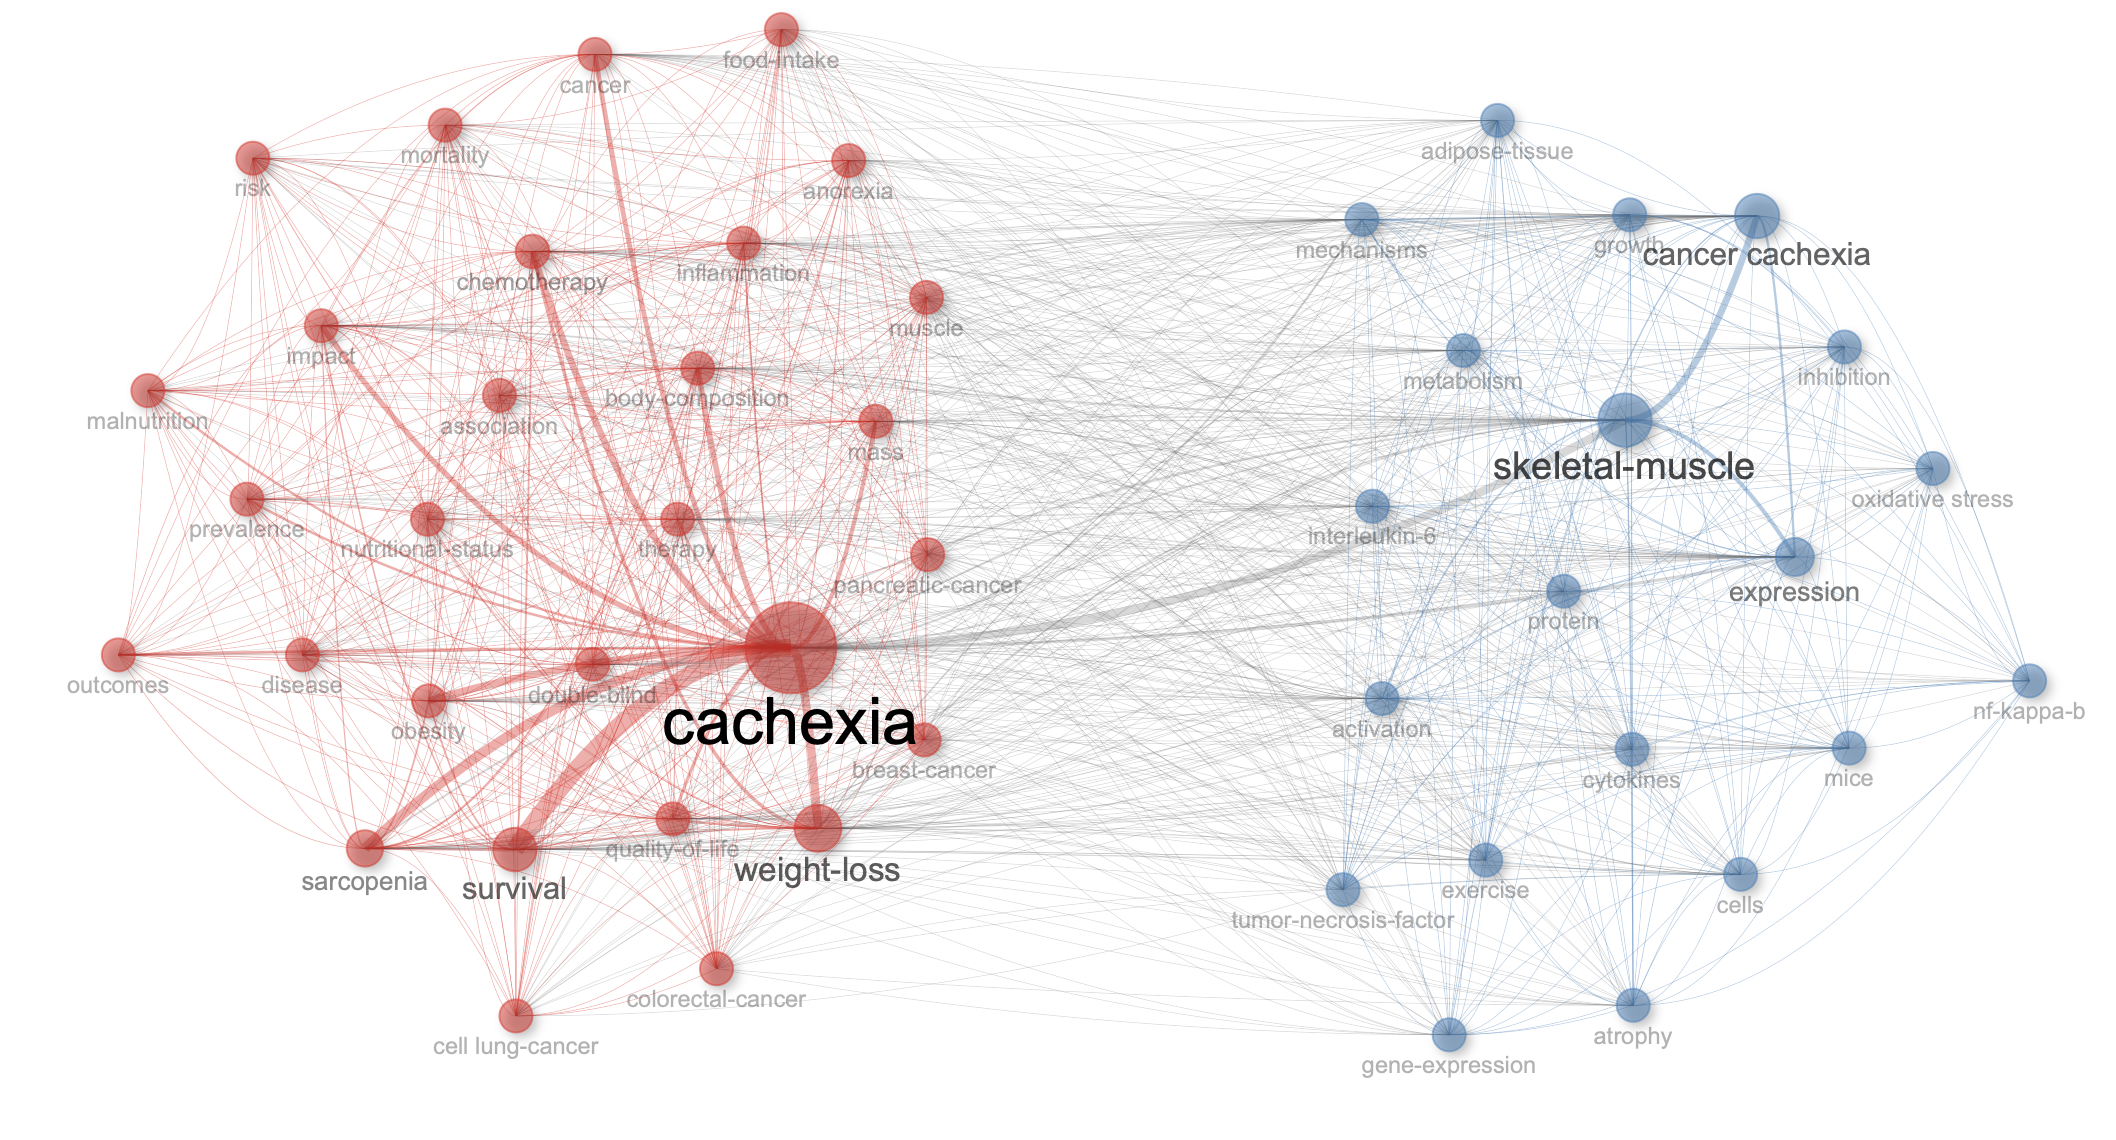 food-intake
cancer
mortality
risk
anorexia
adipose-tissue
mechanisms
growth
cancer cachexia
chemotherapy
inflammation
muscle
impact
metabolism
inhibition
malnutrition
association
body-composition
mass
skeletal-muscle
oxidative stress
prevalence
nutritional-status
therapy
interleukin-6
pancreatic-cancer
expression
protein
outcomes
disease
double-blind
obesity
cachexia
breast-cancer
activation
nf-kappa-b
cytokines
mice
sarcopenia
survival
quality-of-life
weight-loss
tumor-necrosis-factor
exercise
cells
colorectal-cancer
cell lung-cancer
atrophy
gene-expression